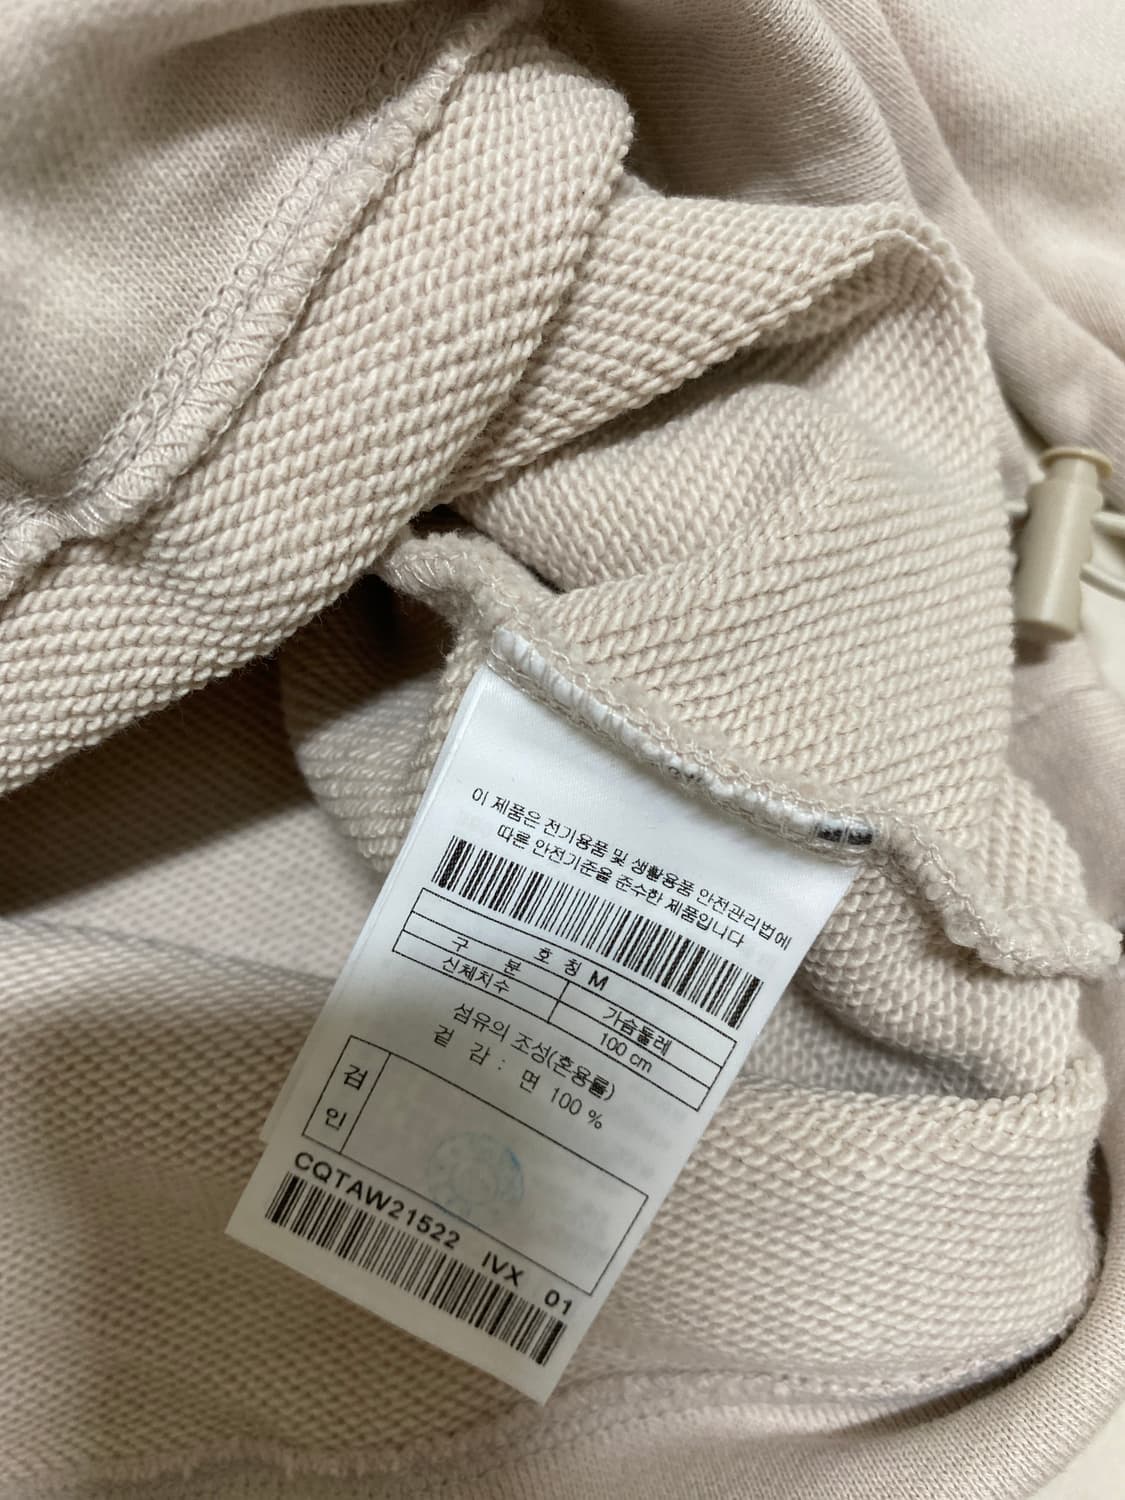 이 제품은 전기용품 및 생활용품 안전관리법에
따른 안전기준을 준수한 제품입니다
호 칭 M
구 분 가슴둘레
신체치수 100 cm
섬유의 조성(혼용률)
겉 감 : 면 100 %
검
인
CQTAW21522 IVX 01